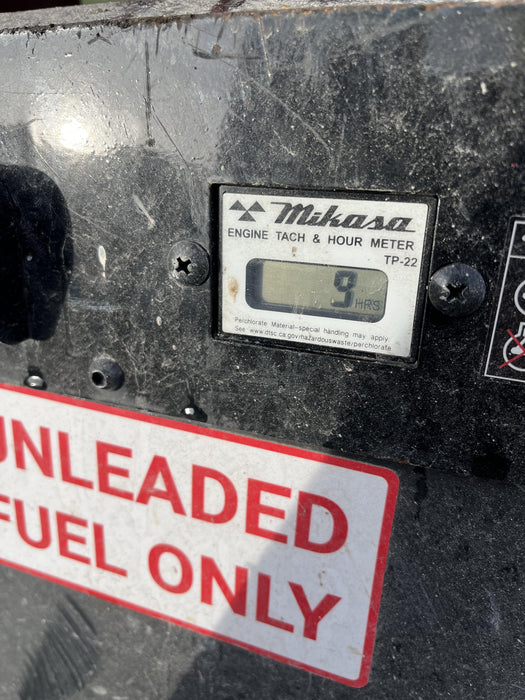 Mikasa
ENGINE TACH & HOUR METER
TP-22
9 HRS
Perchlorate Material-special handling may apply.
See www.dtsc.ca.gov/hazardouswaste/perchlorate
UNLEADED
FUEL ONLY